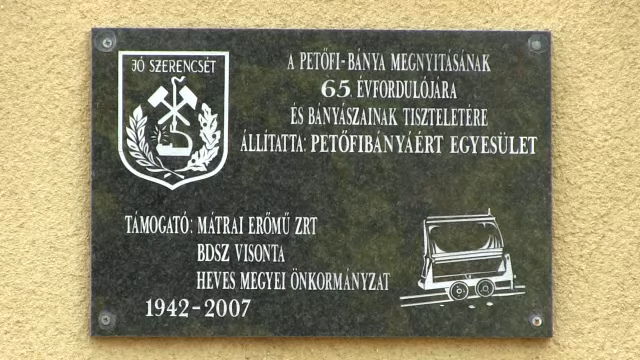 JÓ SZERENCSÉT
A PETŐFI-BÁNYA MEGNYITÁSÁNAK
65. ÉVFORDULÓJÁRA
ÉS BÁNYÁSZAINAK TISZTELETÉRE
ÁLLÍTATTA: PETŐFIBÁNYÁÉRT EGYESÜLET
TÁMOGATÓ: MÁTRAI ERŐMŰ ZRT
BDSZ VISONTA
HEVES MEGYEI ÖNKORMÁNYZAT
1942-2007